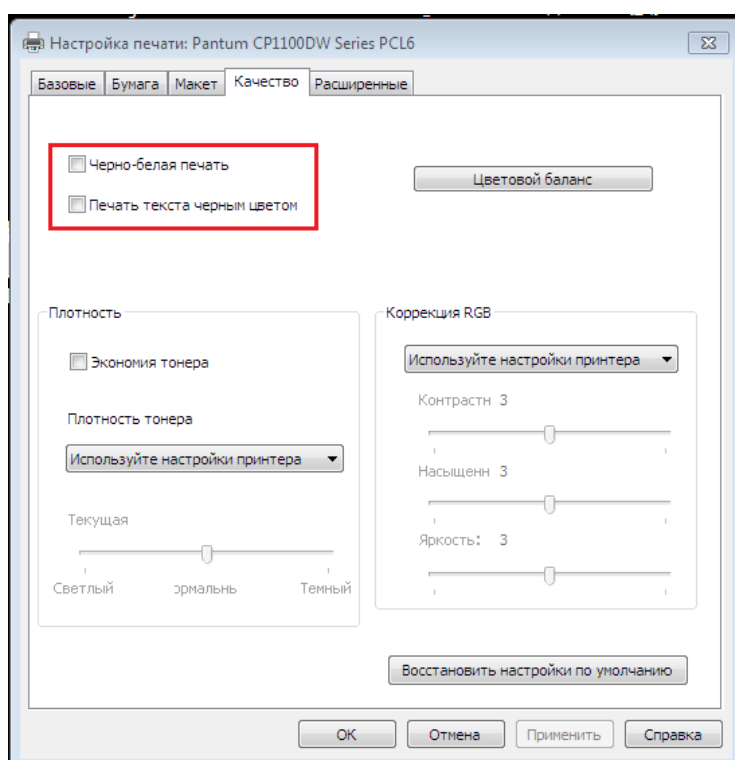 Настройка печати: Pantum CP1100DW Series PCL6
Базовые Бумага Макет Качество Расширенные
Черно-белая печать
Цветовой баланс
Печать текста черным цветом
Плотность
Экономия тонера
Плотность тонера
Используйте настройки принтера
Текущая
Светлый ормальнь Темный
Коррекция RGB
Используйте настройки принтера
Контрастн 3
Насыщенн 3
Яркость: 3
Восстановить настройки по умолчанию
ОК Отмена Применить Справка